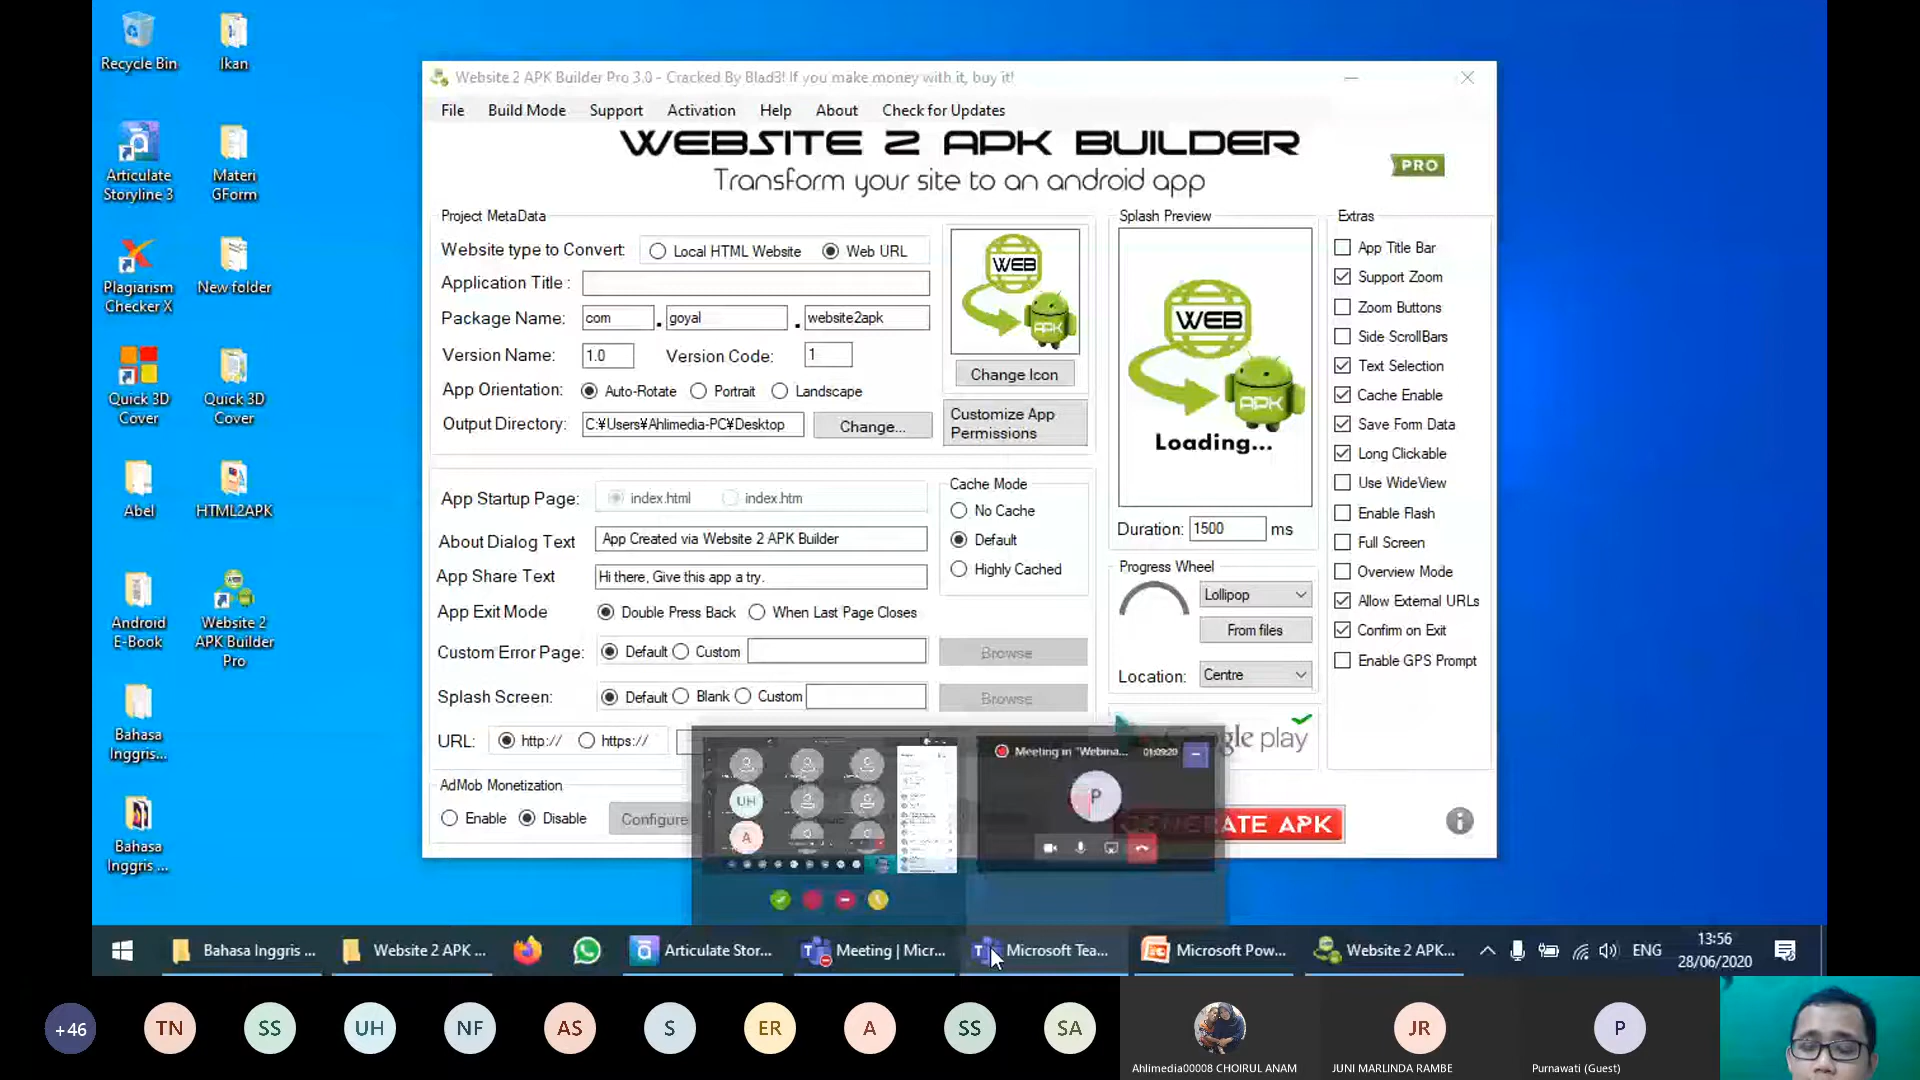 Recycle Bin
Ikan
Articulate
Storyline 3
Materi
GForm
Plagiarism
Checker X
New folder
Quick 3D
Cover
Quick 3D
Cover
Abel
HTML2APK
Android
E-Book
Website 2
APK Builder
Pro
Bahasa
Inggris...
Bahasa
Inggris ...
Website 2 APK Builder Pro 3.0 - Cracked By Blad3! If you make money with it, buy it!
File Build Mode Support Activation Help About Check for Updates
WEBSITE 2 APK BUILDER
Transform your site to an android app
PRO
Project MetaData
Website type to Convert: Local HTML Website Web URL
Application Title :
Package Name: com . goyal . website2apk
Version Name: 1.0 Version Code: 1
App Orientation: Auto-Rotate Portrait Landscape
Output Directory: C:¥Users¥Ahlimedia-PC¥Desktop Change...
WEB
APK
Change Icon
Customize App
Permissions
App Startup Page: index.html index.htm
About Dialog Text App Created via Website 2 APK Builder
App Share Text Hi there, Give this app a try.
App Exit Mode Double Press Back When Last Page Closes
Custom Error Page: Default Custom Browse
Splash Screen: Default Blank Custom Browse
URL: http:// https://
AdMob Monetization
Enable Disable Configure
Cache Mode
No Cache
Default
Highly Cached
Splash Preview
WEB
APK
Loading...
Duration: 1500 ms
Progress Wheel
Lollipop
From files
Location: Centre
gle play
ERATE APK
Extras
App Title Bar
Support Zoom
Zoom Buttons
Side ScrollBars
Text Selection
Cache Enable
Save Form Data
Long Clickable
Use WideView
Enable Flash
Full Screen
Overview Mode
Allow External URLs
Confirm on Exit
Enable GPS Prompt
UH
A
Meeting in "Webina... 01:09:20
P
Bahasa Inggris ... Website 2 APK ... Articulate Stor... Meeting | Micr... Microsoft Tea... Microsoft Pow... Website 2 APK... ENG
13:56
28/06/2020
+46 TN SS UH NF AS S ER A SS SA JR P
Ahlimedia00008 CHOIRUL ANAM JUNI MARLINDA RAMBE Purnawati (Guest)